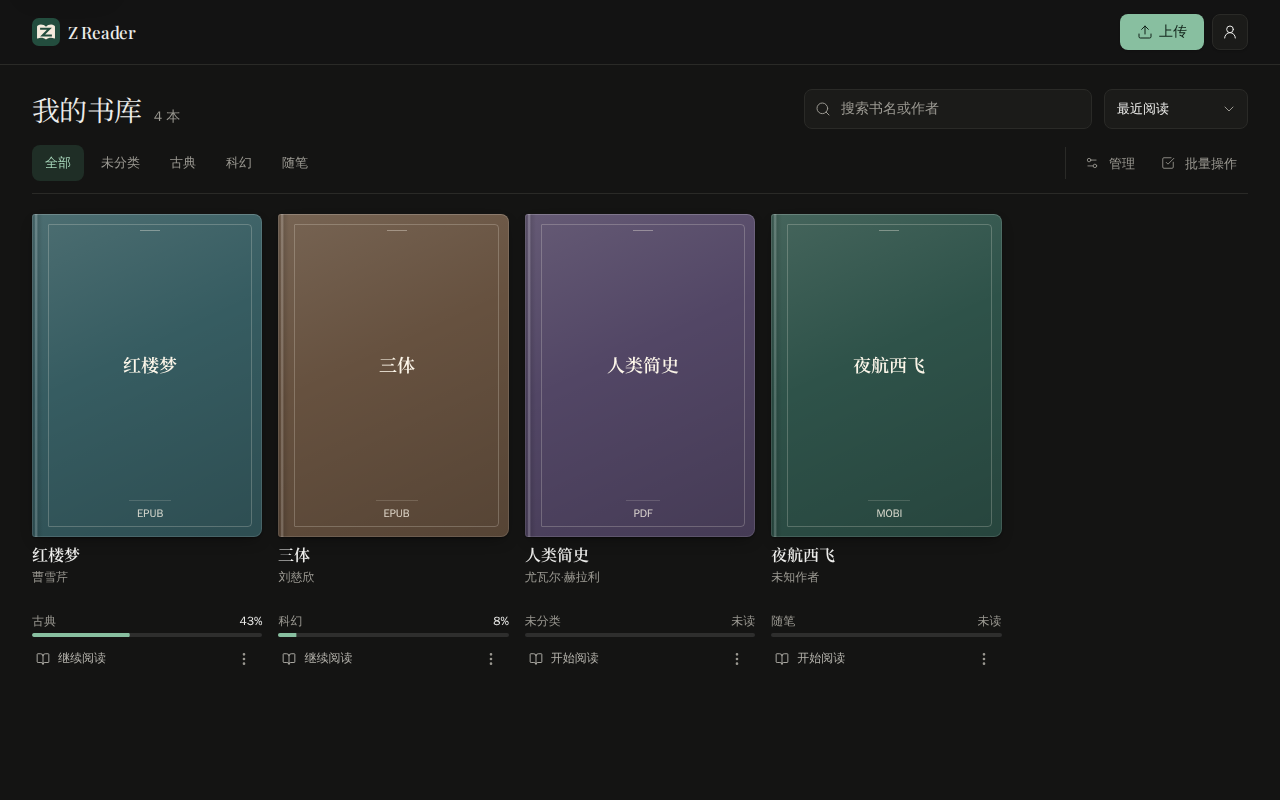 Z Reader
上传
我的书库 4 本
搜索书名或作者
最近阅读
全部 未分类 古典 科幻 随笔
管理 批量操作
红楼梦
EPUB
红楼梦
曹雪芹
古典 43%
继续阅读
三体
EPUB
三体
刘慈欣
科幻 8%
继续阅读
人类简史
PDF
人类简史
尤瓦尔·赫拉利
未分类 未读
开始阅读
夜航西飞
MOBI
夜航西飞
未知作者
随笔 未读
开始阅读